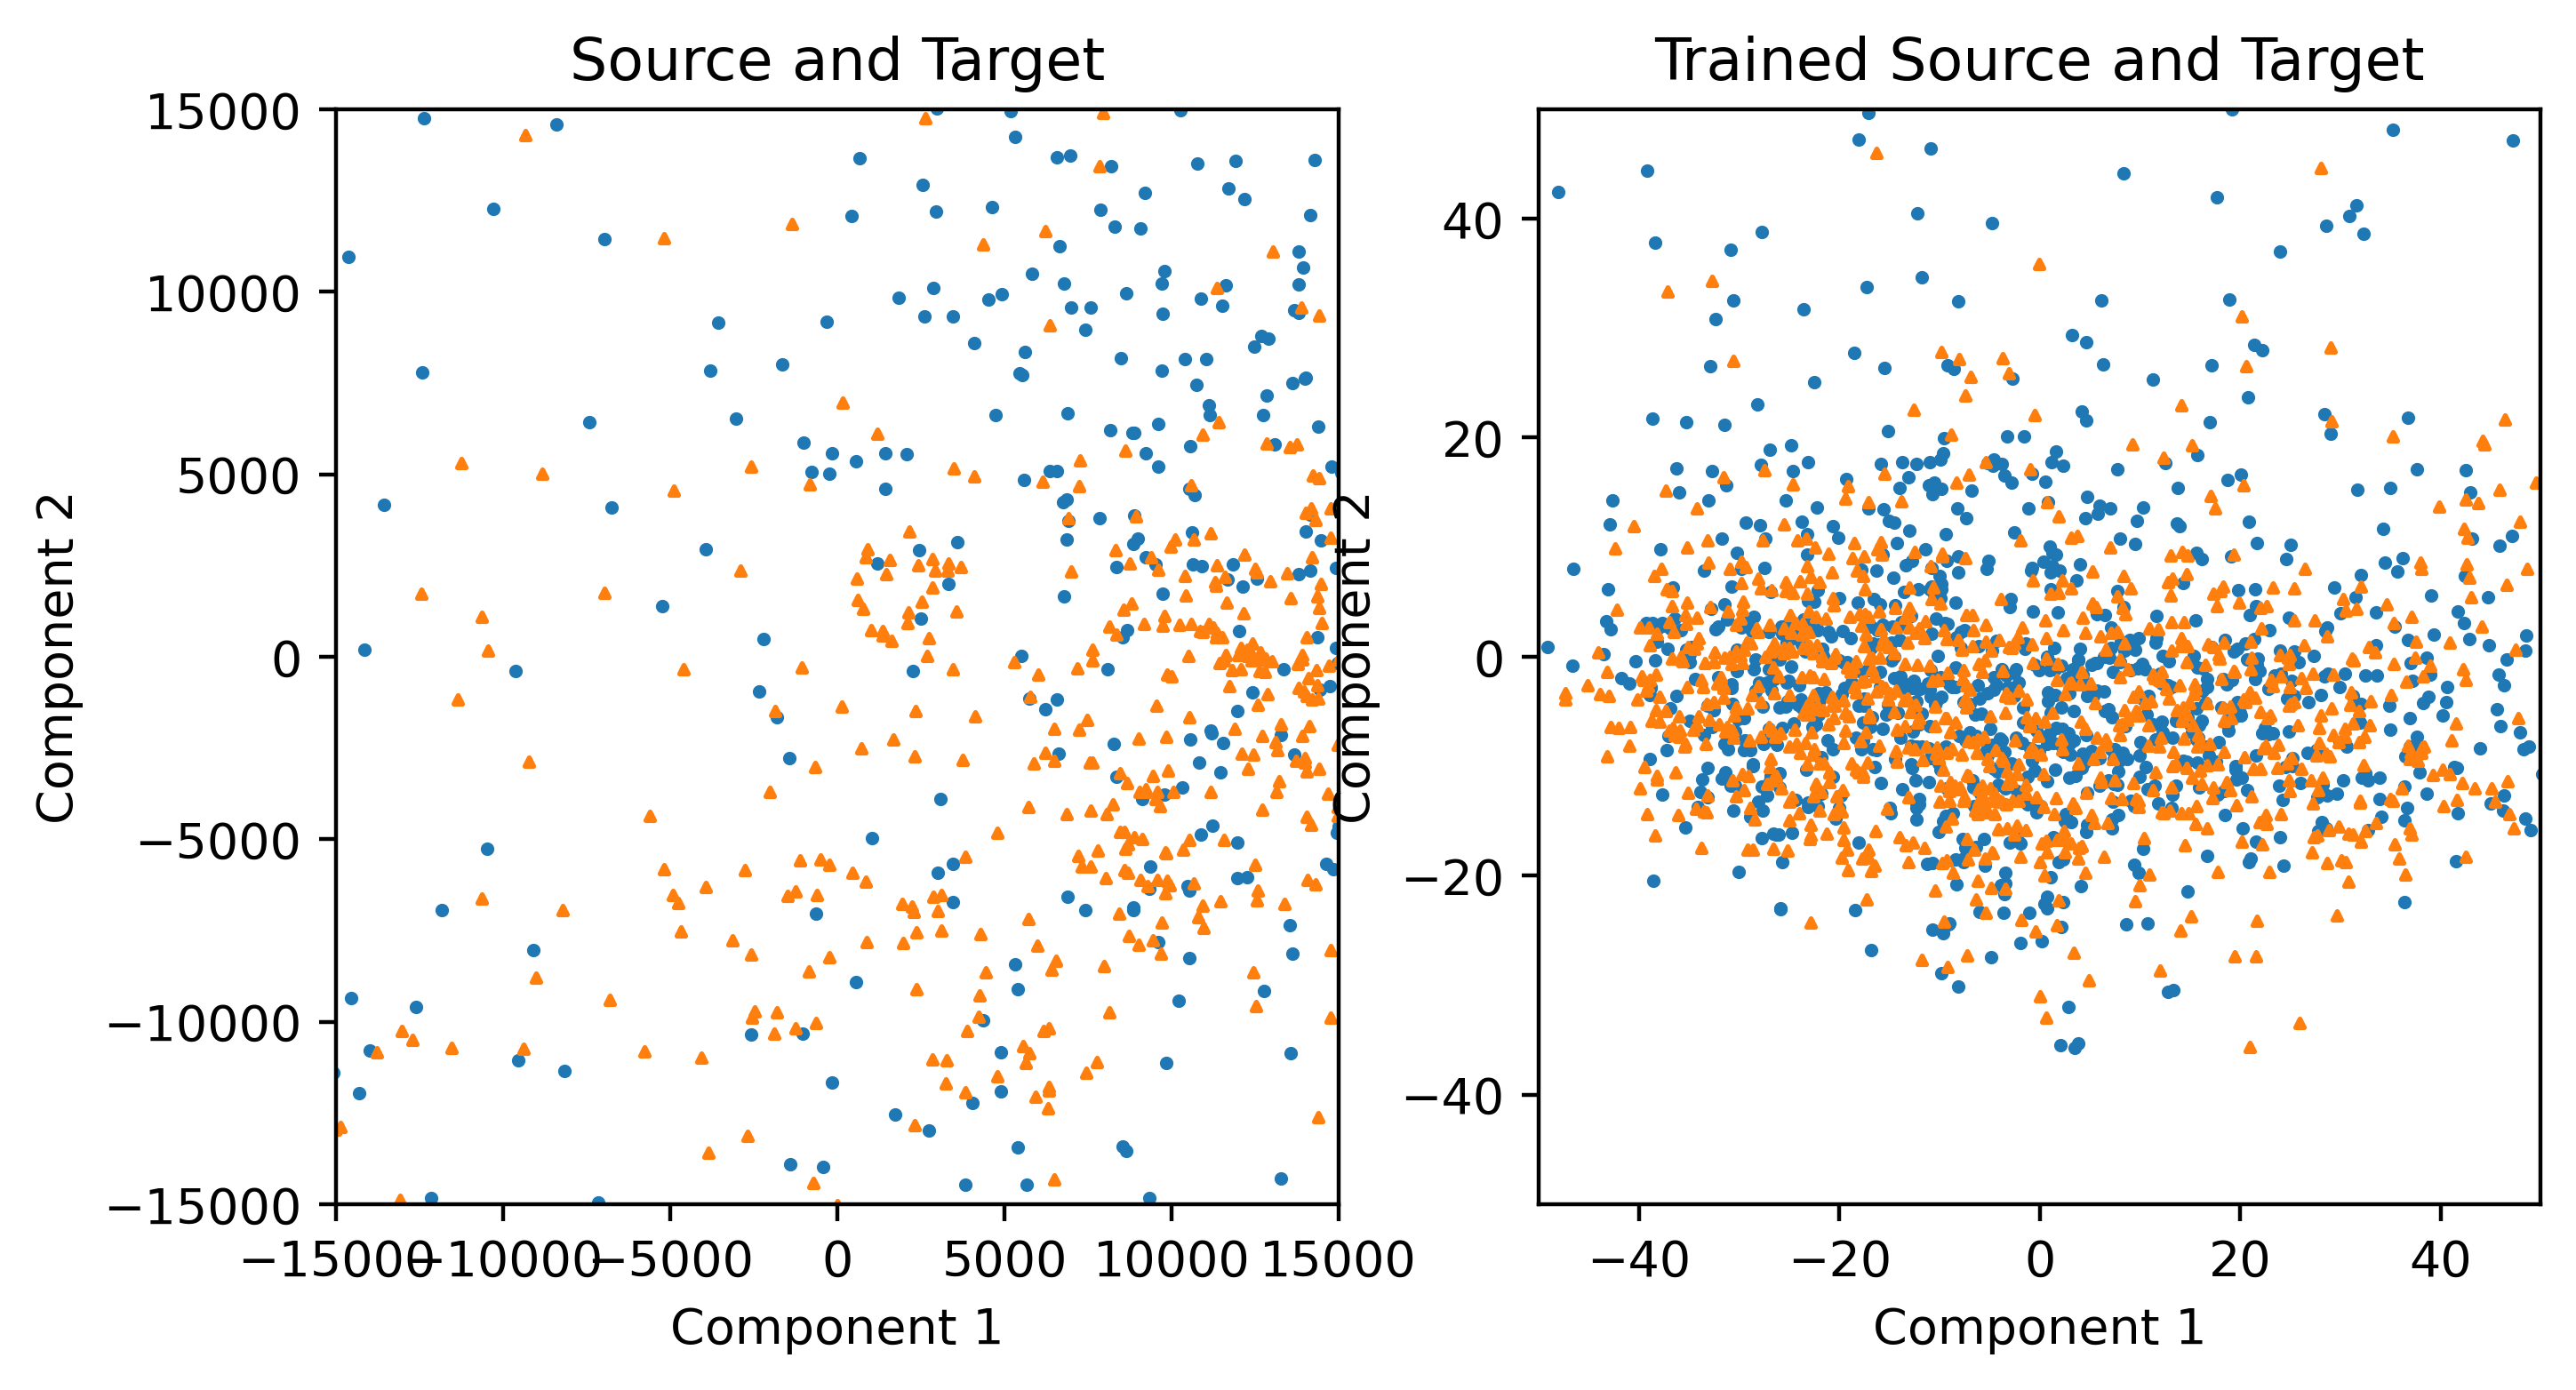 Source and Target
15000
10000
5000
0
−5000
−10000
−15000
Component 2
−15000 −10000 −5000 0 5000 10000 15000
Component 1
Trained Source and Target
40
20
0
−20
−40
Component 2
−40 −20 0 20 40
Component 1